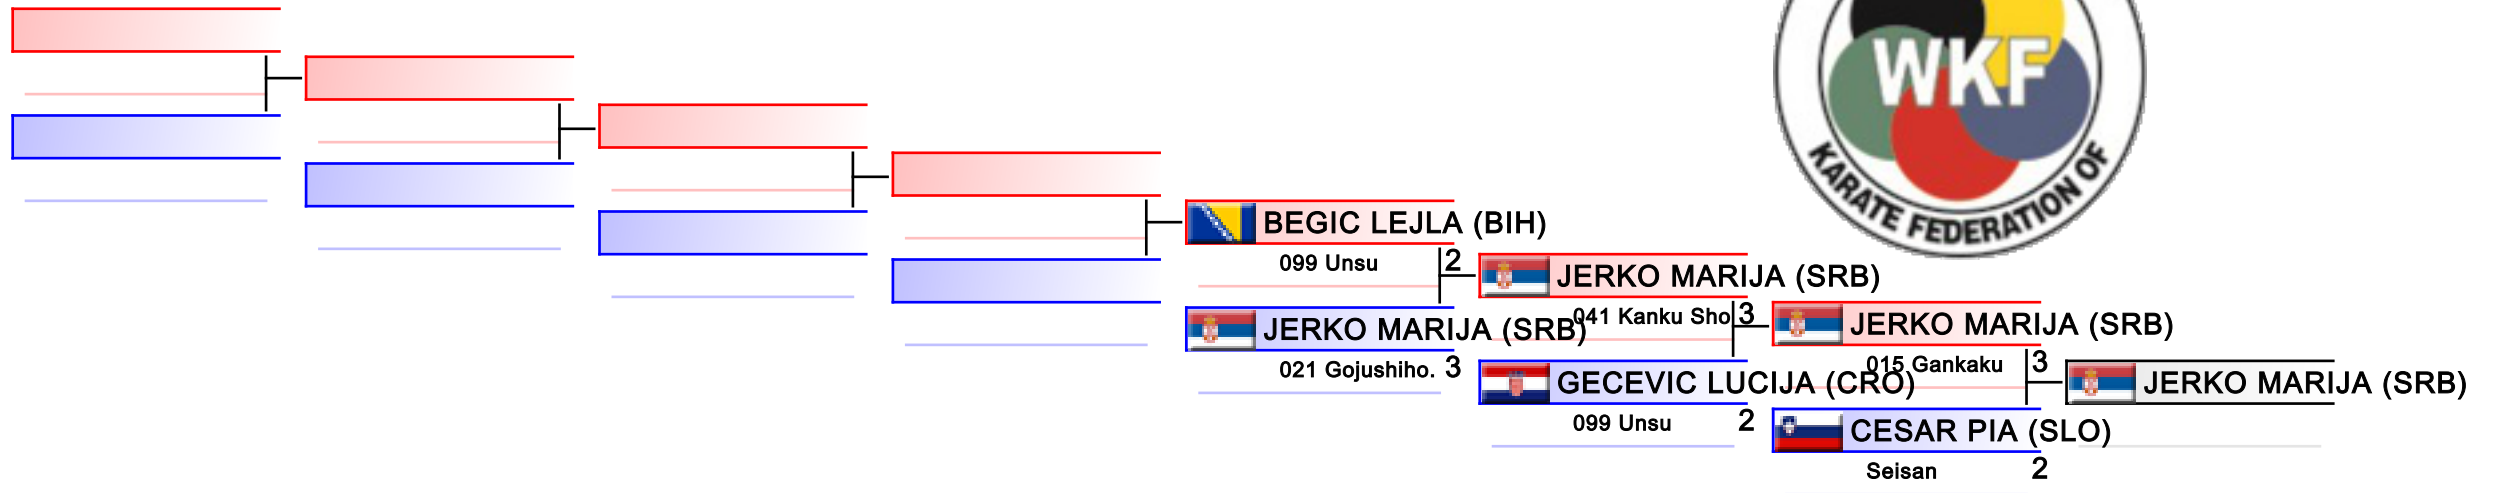 WKF
KARATE FEDERATION OF
BEGIC LEJLA (BIH)
099 Unsu 2
JERKO MARIJA (SRB)
021 Gojushiho. 3
JERKO MARIJA (SRB)
041 Kanku Sho 3
GECEVIC LUCIJA (CRO)
099 Unsu 2
JERKO MARIJA (SRB)
015 Gankaku 3
CESAR PIA (SLO)
Seisan 2
JERKO MARIJA (SRB)